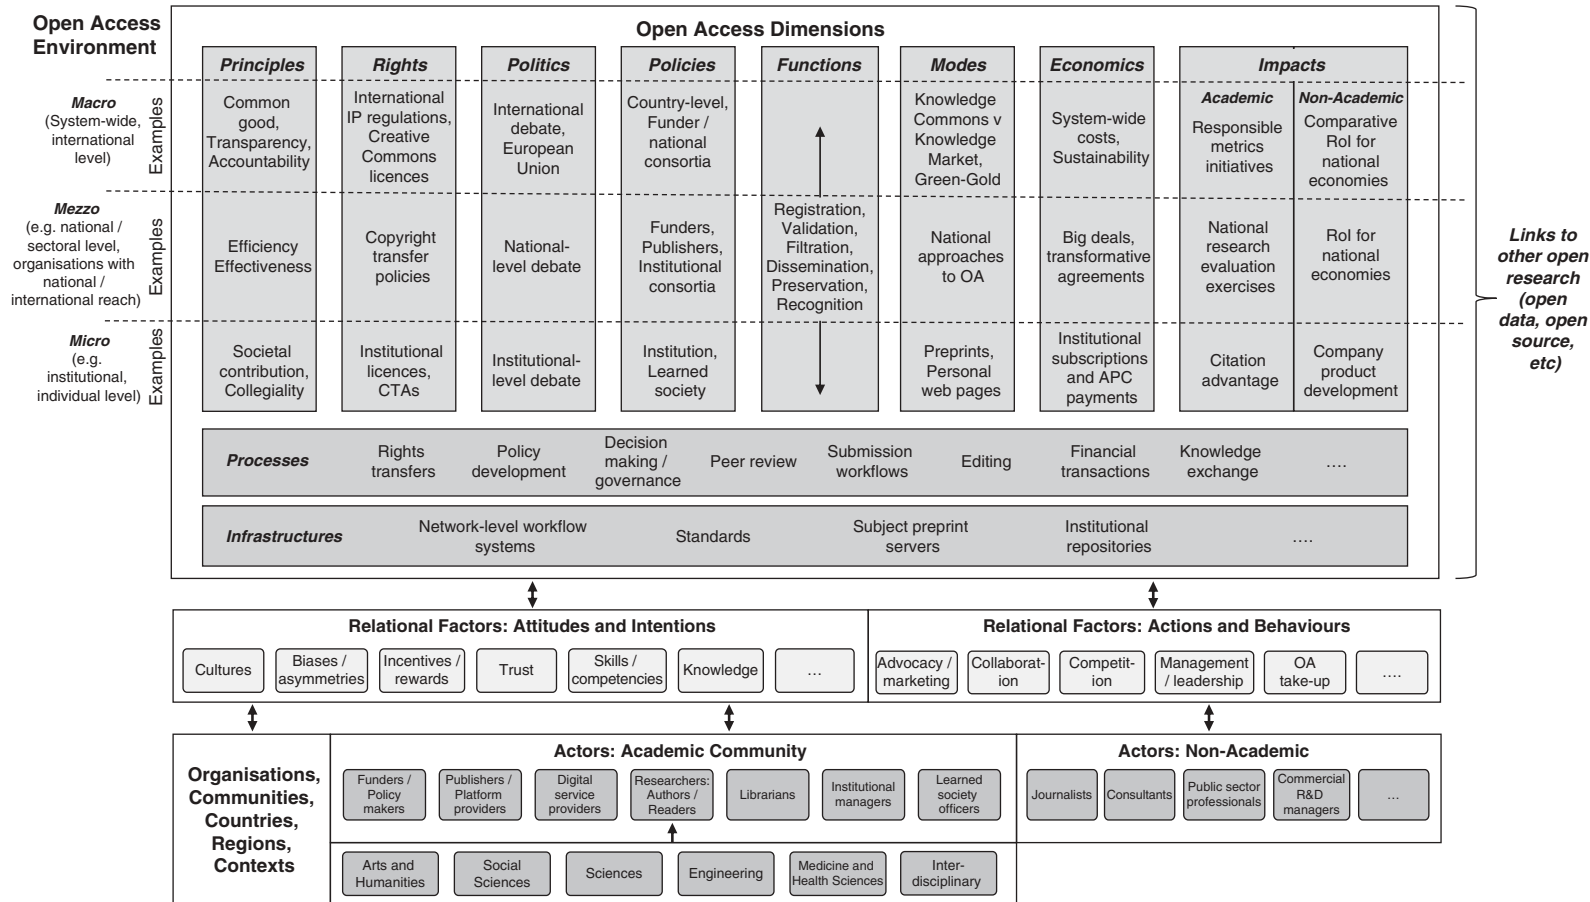 Open Access
Environment
Open Access Dimensions
Principles
Rights
Politics
Policies
Functions
Modes
Economics
Impacts
Macro
(System-wide,
international
level)
Examples
Common
good,
Transparency,
Accountability
International
IP regulations,
Creative
Commons
licences
International
debate,
European
Union
Country-level,
Funder /
national
consortia
Knowledge
Commons v
Knowledge
Market,
Green-Gold
System-wide
costs,
Sustainability
Academic
Responsible
metrics
initiatives
Non-Academic
Comparative
RoI for
national
economies
Mezzo
(e.g. national /
sectoral level,
organisations with
national /
international reach)
Examples
Efficiency
Effectiveness
Copyright
transfer
policies
National-
level debate
Funders,
Publishers,
Institutional
consortia
Registration,
Validation,
Filtration,
Dissemination,
Preservation,
Recognition
National
approaches
to OA
Big deals,
transformative
agreements
National
research
evaluation
exercises
RoI for
national
economies
Micro
(e.g.
institutional,
individual level)
Examples
Societal
contribution,
Collegiality
Institutional
licences,
CTAs
Institutional-
level debate
Institution,
Learned
society
Preprints,
Personal
web pages
Institutional
subscriptions
and APC
payments
Citation
advantage
Company
product
development
Links to
other open
research
(open
data, open
source,
etc)
Processes
Rights
transfers
Policy
development
Decision
making /
governance
Peer review
Submission
workflows
Editing
Financial
transactions
Knowledge
exchange
....
Infrastructures
Network-level workflow
systems
Standards
Subject preprint
servers
Institutional
repositories
....
Relational Factors: Attitudes and Intentions
Cultures
Biases /
asymmetries
Incentives /
rewards
Trust
Skills /
competencies
Knowledge
...
Relational Factors: Actions and Behaviours
Advocacy /
marketing
Collaborat-
ion
Competit-
ion
Management
/ leadership
OA
take-up
....
Organisations,
Communities,
Countries,
Regions,
Contexts
Actors: Academic Community
Funders /
Policy
makers
Publishers /
Platform
providers
Digital
service
providers
Researchers:
Authors /
Readers
Librarians
Institutional
managers
Learned
society
officers
Arts and
Humanities
Social
Sciences
Sciences
Engineering
Medicine and
Health Sciences
Inter-
disciplinary
Actors: Non-Academic
Journalists
Consultants
Public sector
professionals
Commercial
R&D
managers
...